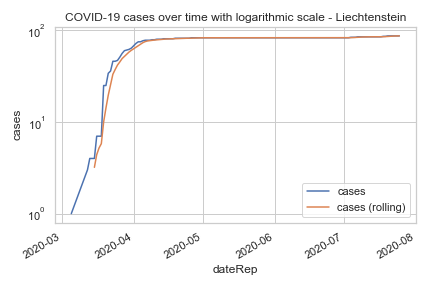 COVID-19 cases over time with logarithmic scale - Liechtenstein
cases
10²
10¹
10⁰
cases
cases (rolling)
2020-03
2020-04
2020-05
2020-06
2020-07
2020-08
dateRep